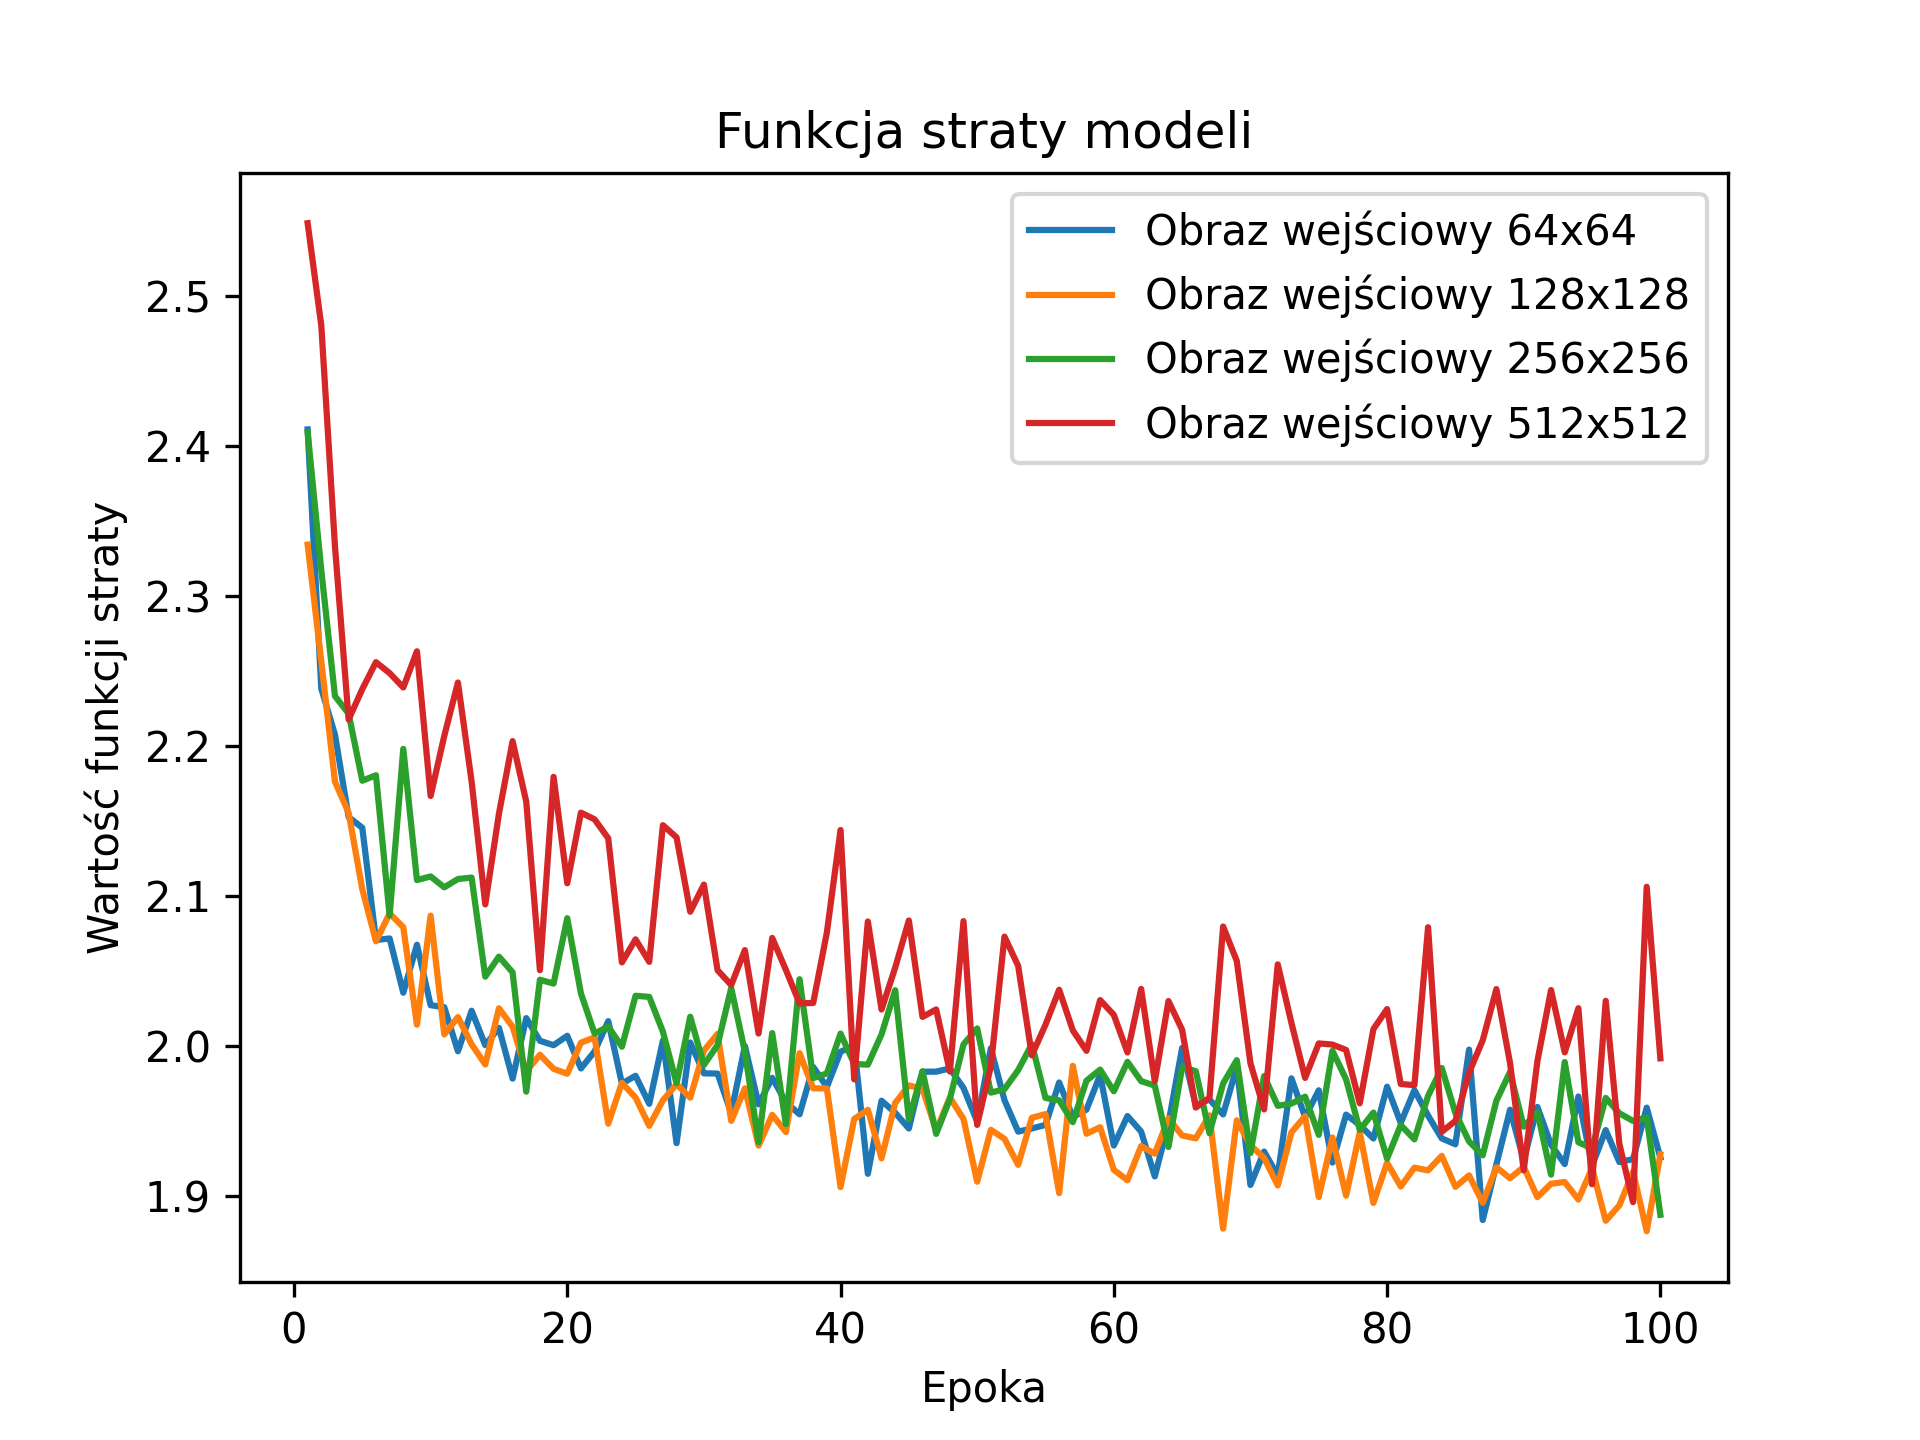 Funkcja straty modeli
Obraz wejściowy 64x64
Obraz wejściowy 128x128
Obraz wejściowy 256x256
Obraz wejściowy 512x512
Wartość funkcji straty
2.5
2.4
2.3
2.2
2.1
2.0
1.9
0 20 40 60 80 100
Epoka